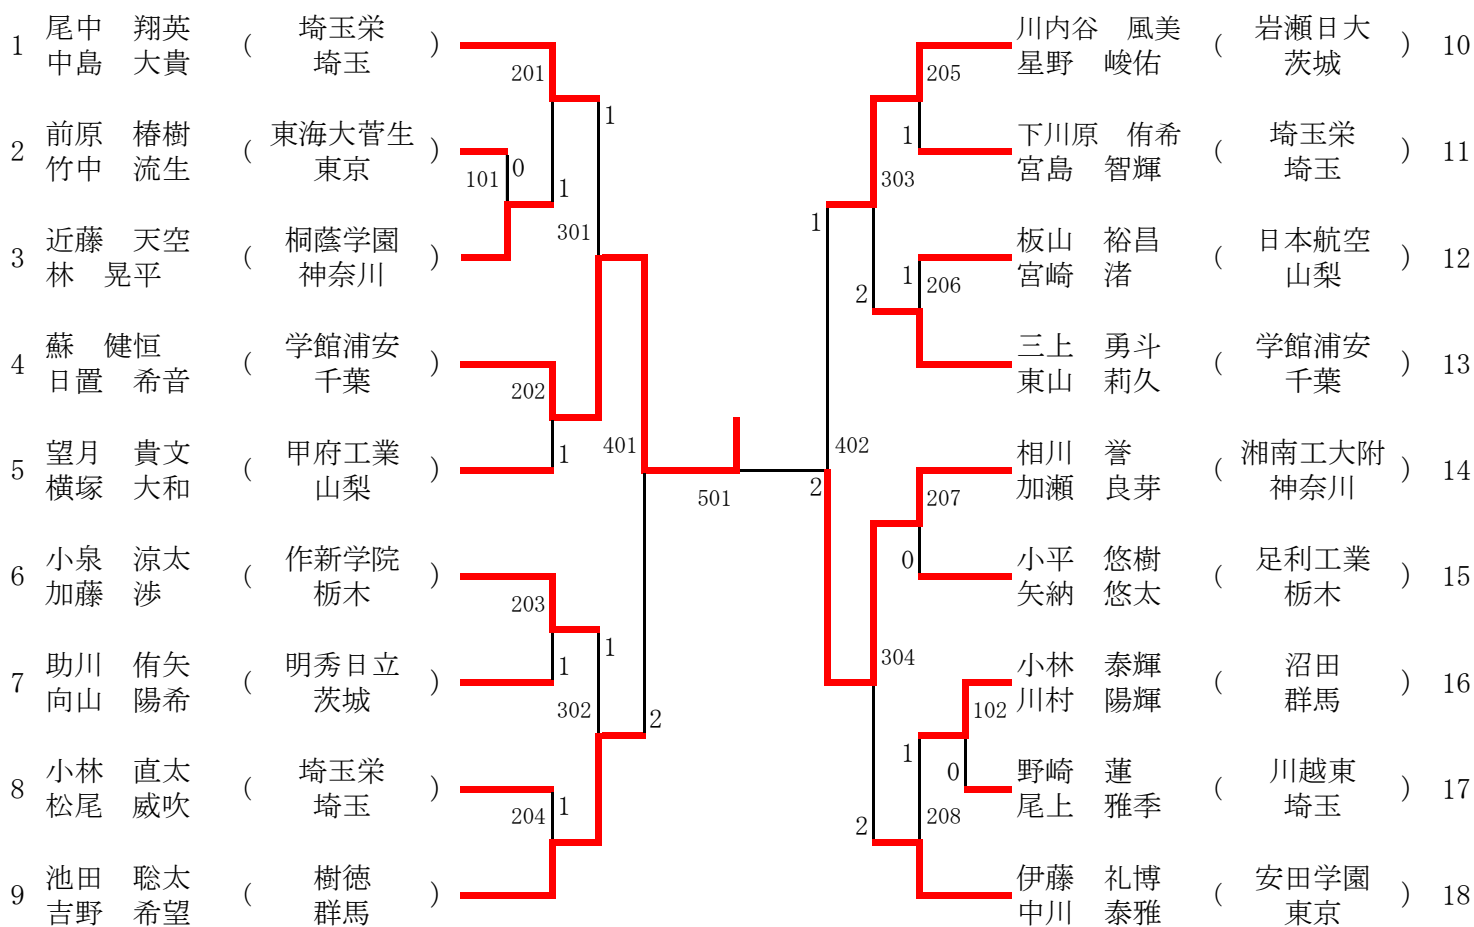 1 尾中　翔英 （ 埼玉栄 ）
中島　大貴 埼玉
2 前原　椿樹 （ 東海大菅生 ）
竹中　流生 東京
3 近藤　天空 （ 桐蔭学園 ）
林　晃平 神奈川
4 蘇　健恒 （ 学館浦安 ）
日置　希音 千葉
5 望月　貴文 （ 甲府工業 ）
横塚　大和 山梨
6 小泉　涼太 （ 作新学院 ）
加藤　渉 栃木
7 助川　侑矢 （ 明秀日立 ）
向山　陽希 茨城
8 小林　直太 （ 埼玉栄 ）
松尾　威吹 埼玉
9 池田　聡太 （ 樹徳 ）
吉野　希望 群馬
201
1
0
101
1
301
202
1
401
203
1
1
302
2
204
1
501
205
1
303
1
1
206
2
402
2
207
0
304
102
1
0
208
2
川内谷　風美 （ 岩瀬日大 ） 10
星野　峻佑 茨城
下川原　侑希 （ 埼玉栄 ） 11
宮島　智輝 埼玉
板山　裕昌 （ 日本航空 ） 12
宮崎　渚 山梨
三上　勇斗 （ 学館浦安 ） 13
東山　莉久 千葉
相川　誉 （ 湘南工大附 ） 14
加瀬　良芽 神奈川
小平　悠樹 （ 足利工業 ） 15
矢納　悠太 栃木
小林　泰輝 （ 沼田 ） 16
川村　陽輝 群馬
野崎　蓮 （ 川越東 ） 17
尾上　雅季 埼玉
伊藤　礼博 （ 安田学園 ） 18
中川　泰雅 東京